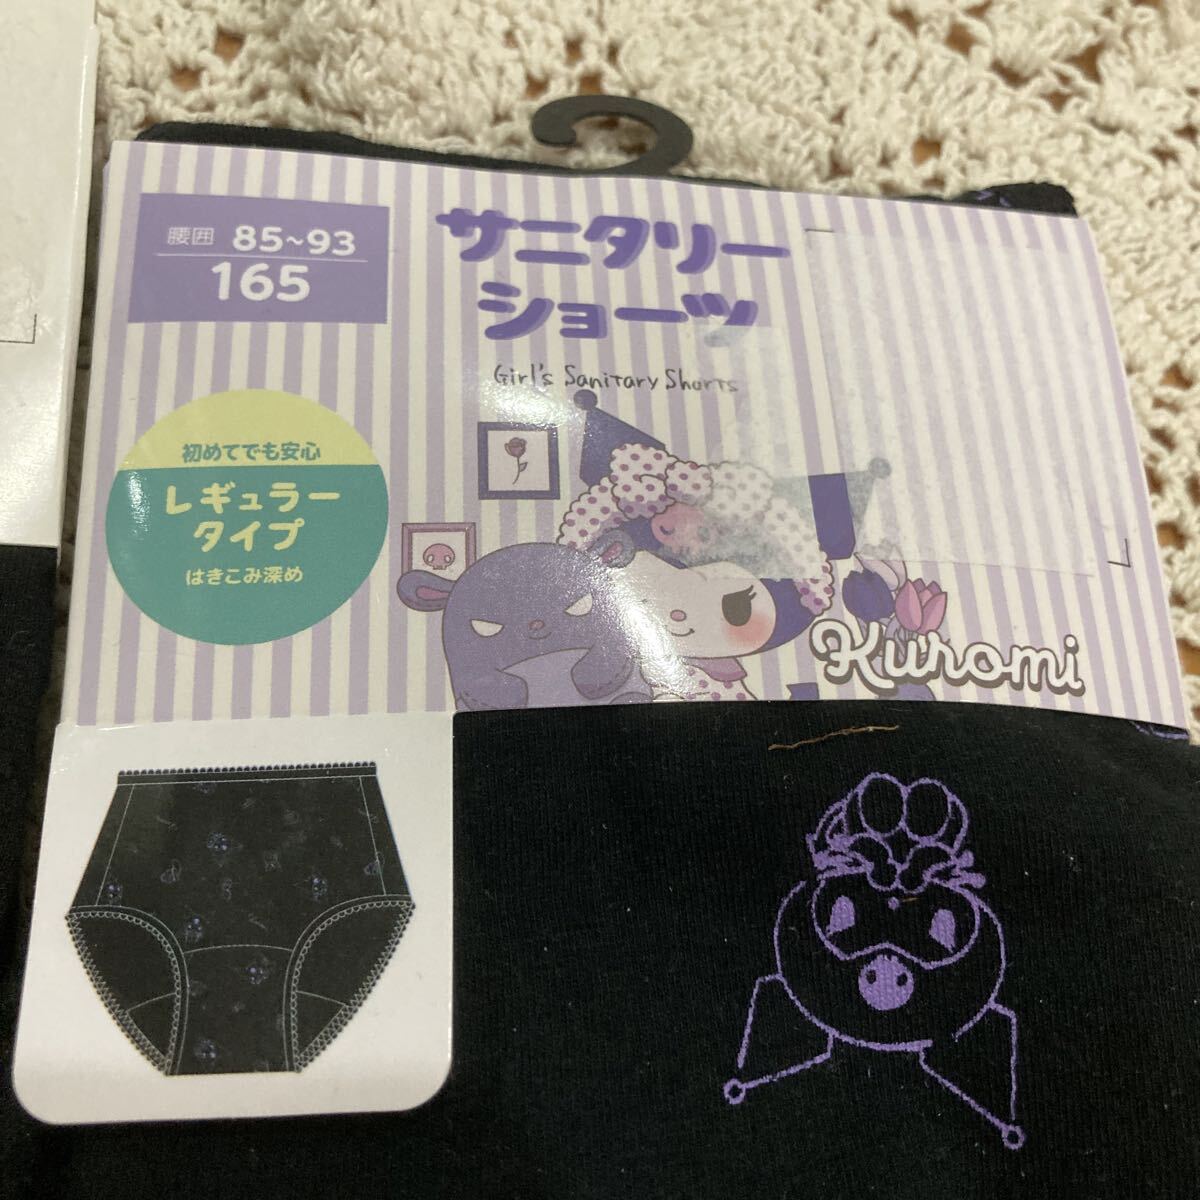 腰囲 85~93
165
サニタリー
ショーツ
Girl's Sanitary Shorts
初めてでも安心
レギュラー
タイプ
はきこみ深め
Kuromi